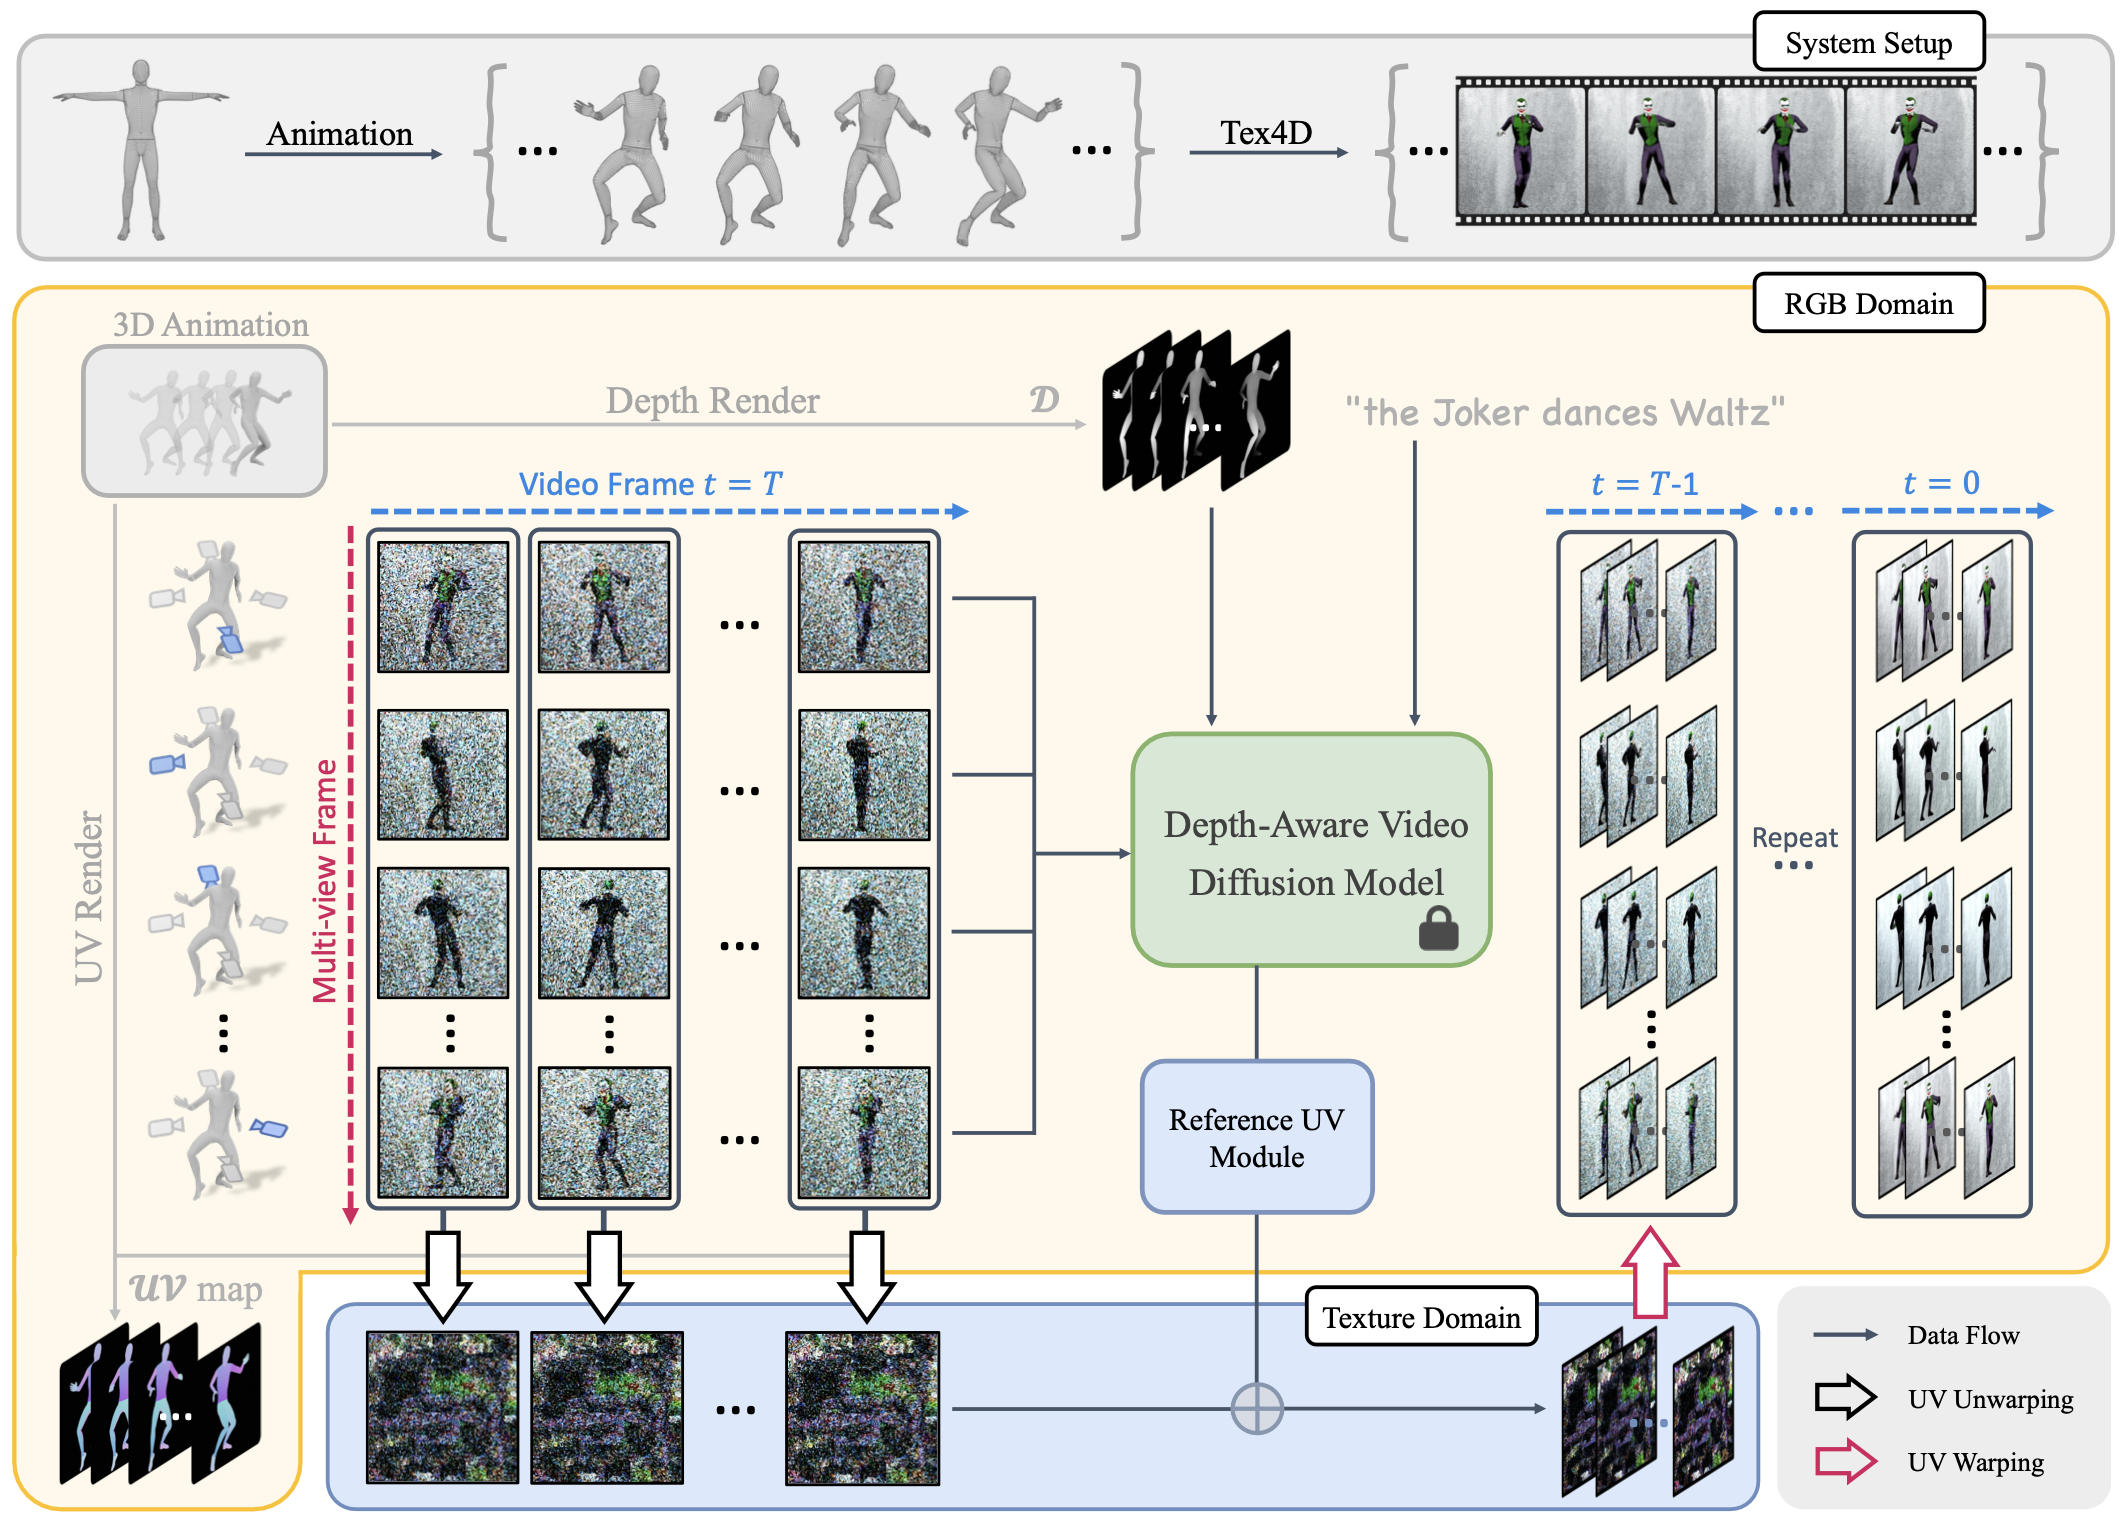 System Setup
Animation
Tex4D
RGB Domain
3D Animation
Depth Render
𝓓
"the Joker dances Waltz"
Video Frame t = T
t = T-1
t = 0
Multi-view Frame
UV Render
Depth-Aware Video
Diffusion Model
Repeat
Reference UV
Module
𝓤𝓥 map
Texture Domain
Data Flow
UV Unwarping
UV Warping